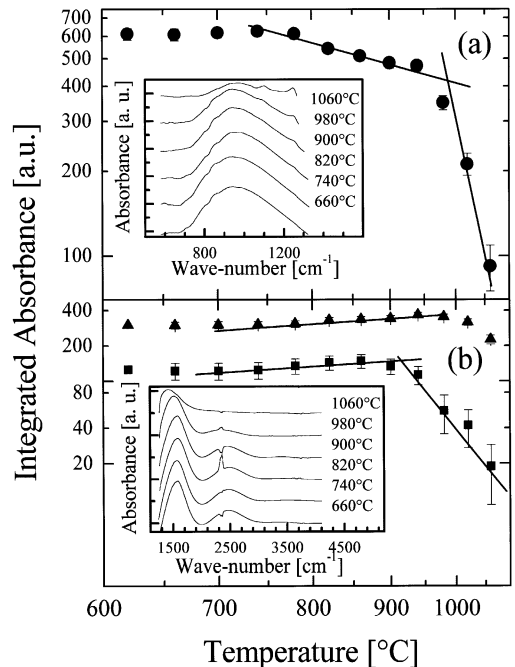 700
600
500
400
300
200
100
(a)
1060°C
980°C
900°C
820°C
740°C
660°C
Absorbance [a. u.]
800
1200
Wave-number [cm-1]
Integrated Absorbance [a.u.]
400
200
80
40
20
(b)
1060°C
980°C
900°C
820°C
740°C
660°C
Absorbance [a. u.]
1500
2500
3500
4500
Wave-number [cm-1]
600
700
800
900
1000
Temperature [°C]